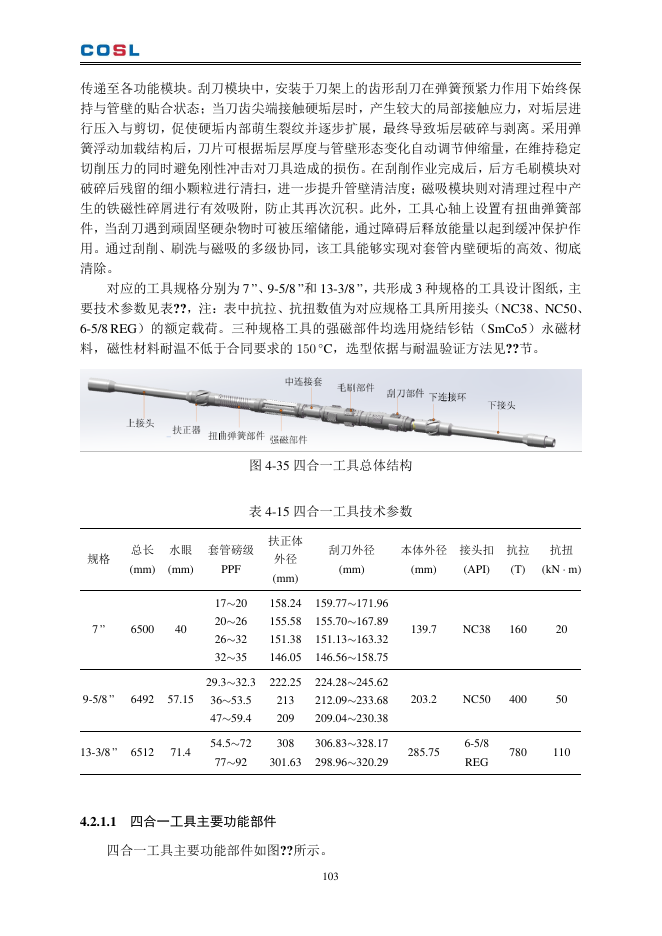 COSL
传递至各功能模块。刮刀模块中，安装于刀架上的齿形刮刀在弹簧预紧力作用下始终保
持与管壁的贴合状态；当刀齿尖端接触硬垢层时，产生较大的局部接触应力，对垢层进
行压入与剪切，促使硬垢内部萌生裂纹并逐步扩展，最终导致垢层破碎与剥离。采用弹
簧浮动加载结构后，刀片可根据垢层厚度与管壁形态变化自动调节伸缩量，在维持稳定
切削压力的同时避免刚性冲击对刀具造成的损伤。在刮削作业完成后，后方毛刷模块对
破碎后残留的细小颗粒进行清扫，进一步提升管壁清洁度；磁吸模块则对清理过程中产
生的铁磁性碎屑进行有效吸附，防止其再次沉积。此外，工具心轴上设置有扭曲弹簧部
件，当刮刀遇到顽固坚硬杂物时可被压缩储能，通过障碍后释放能量以起到缓冲保护作
用。通过刮削、刷洗与磁吸的多级协同，该工具能够实现对套管内壁硬垢的高效、彻底
清除。
对应的工具规格分别为 7 ”、9-5/8 ”和 13-3/8 ”，共形成 3 种规格的工具设计图纸，主
要技术参数见表??，注：表中抗拉、抗扭数值为对应规格工具所用接头（NC38、NC50、
6-5/8 REG）的额定载荷。三种规格工具的强磁部件均选用烧结钐钴（SmCo5）永磁材
料，磁性材料耐温不低于合同要求的 150 °C，选型依据与耐温验证方法见??节。
中连接套 毛刷部件 刮刀部件 下连接环 下接头
上接头 扶正器 扭曲弹簧部件 强磁部件
图 4-35 四合一工具总体结构
表 4-15 四合一工具技术参数
规格 总长 (mm) 水眼 (mm) 套管磅级 PPF 扶正体外径 (mm) 刮刀外径 (mm) 本体外径 (mm) 接头扣 (API) 抗拉 (T) 抗扭 (kN · m)
7 ” 6500 40 17∼20 158.24 159.77∼171.96 139.7 NC38 160 20
20∼26 155.58 155.70∼167.89
26∼32 151.38 151.13∼163.32
32∼35 146.05 146.56∼158.75
9-5/8 ” 6492 57.15 29.3∼32.3 222.25 224.28∼245.62 203.2 NC50 400 50
36∼53.5 213 212.09∼233.68
47∼59.4 209 209.04∼230.38
13-3/8 ” 6512 71.4 54.5∼72 308 306.83∼328.17 285.75 6-5/8 REG 780 110
77∼92 301.63 298.96∼320.29
4.2.1.1 四合一工具主要功能部件
四合一工具主要功能部件如图??所示。
103